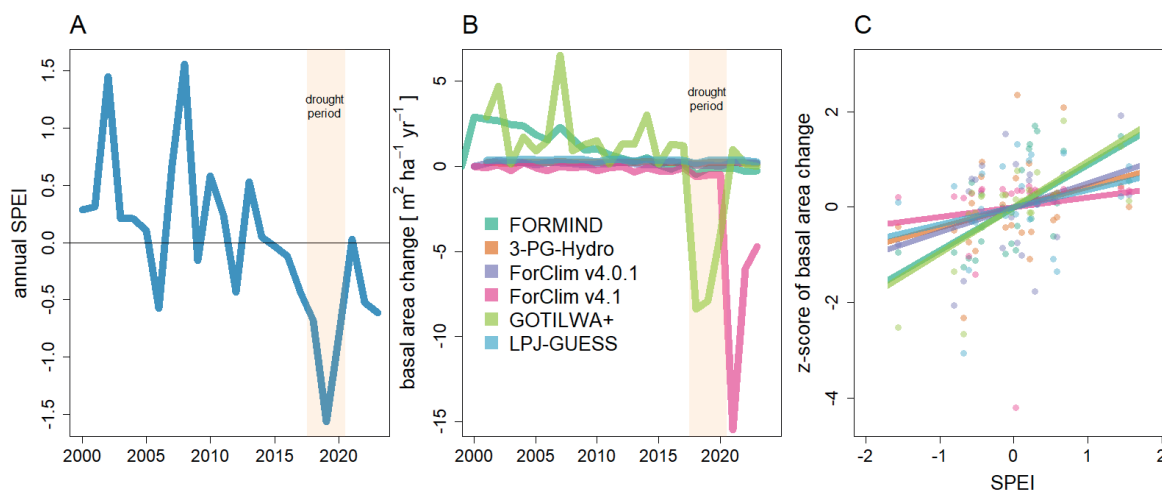 A
annual SPEI
1.5
1.0
0.5
0.0
-0.5
-1.0
-1.5
drought
period
2000 2005 2010 2015 2020
B
basal area change [ m² ha⁻¹ yr⁻¹ ]
5
0
-5
-10
-15
drought
period
FORMIND
3-PG-Hydro
ForClim v4.0.1
ForClim v4.1
GOTILWA+
LPJ-GUESS
2000 2005 2010 2015 2020
C
z-score of basal area change
2
0
-2
-4
-2 -1 0 1 2
SPEI